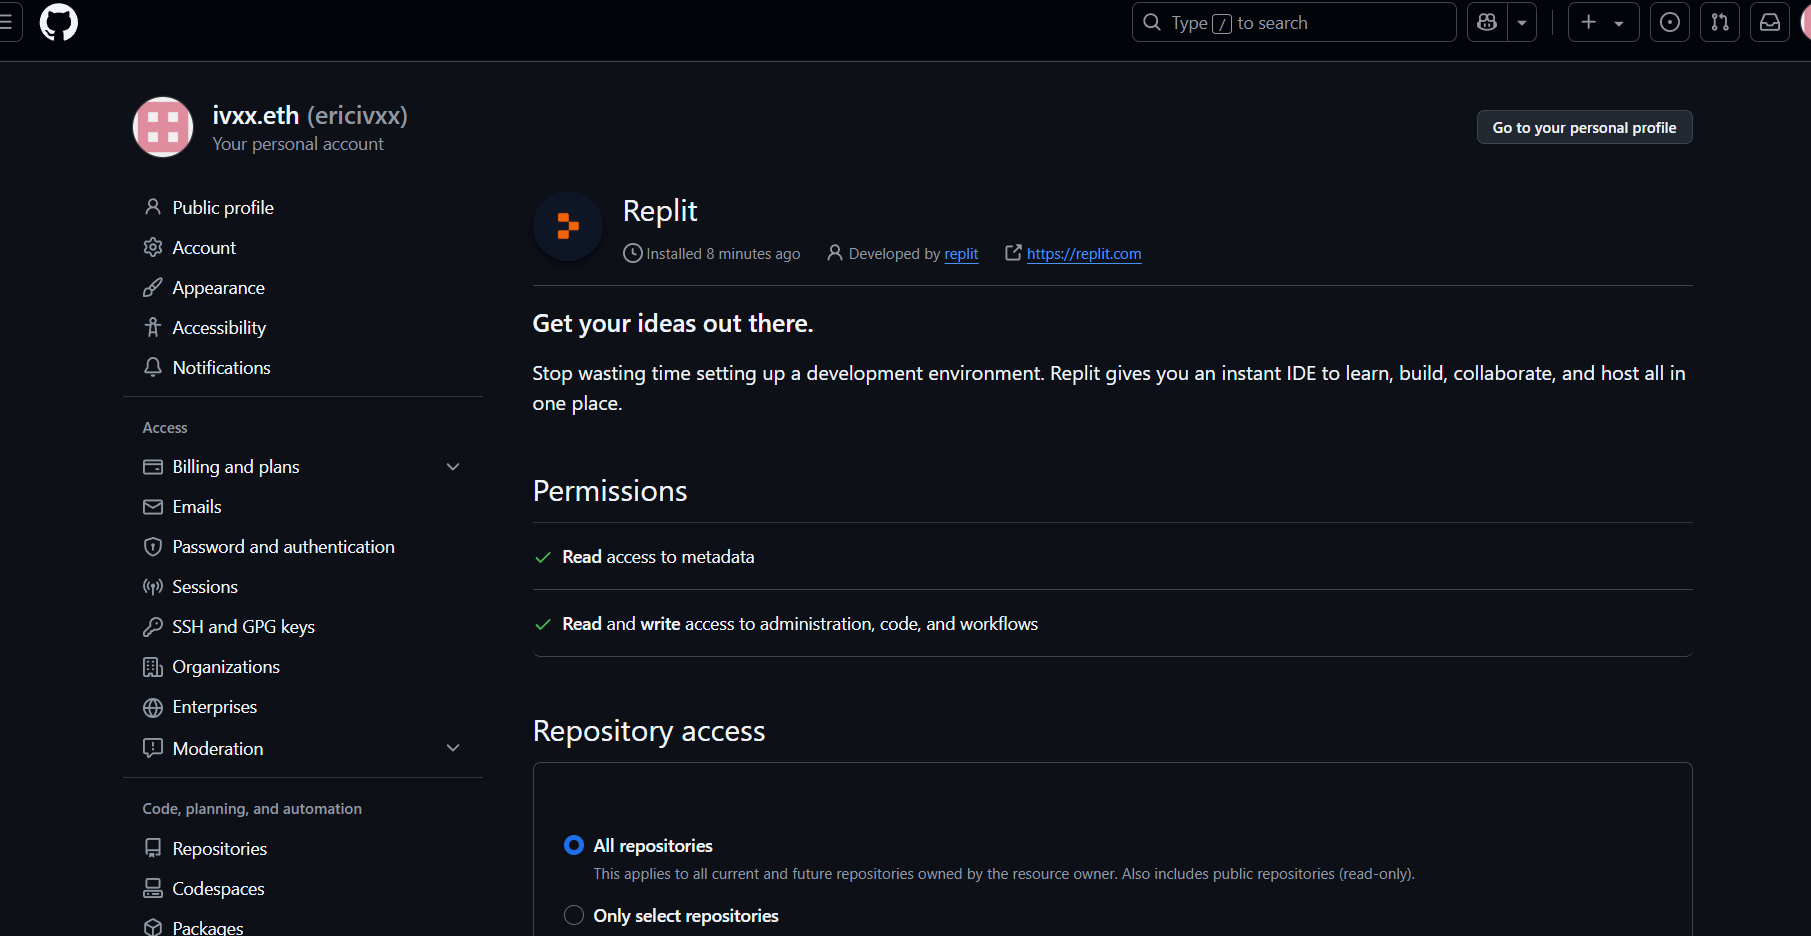 Type / to search
ivxx.eth (ericivxx)
Your personal account
Go to your personal profile
Public profile
Account
Appearance
Accessibility
Notifications
Access
Billing and plans
Emails
Password and authentication
Sessions
SSH and GPG keys
Organizations
Enterprises
Moderation
Code, planning, and automation
Repositories
Codespaces
Packages
Replit
Installed 8 minutes ago Developed by replit https://replit.com
Get your ideas out there.
Stop wasting time setting up a development environment. Replit gives you an instant IDE to learn, build, collaborate, and host all in
one place.
Permissions
Read access to metadata
Read and write access to administration, code, and workflows
Repository access
All repositories
This applies to all current and future repositories owned by the resource owner. Also includes public repositories (read-only).
Only select repositories